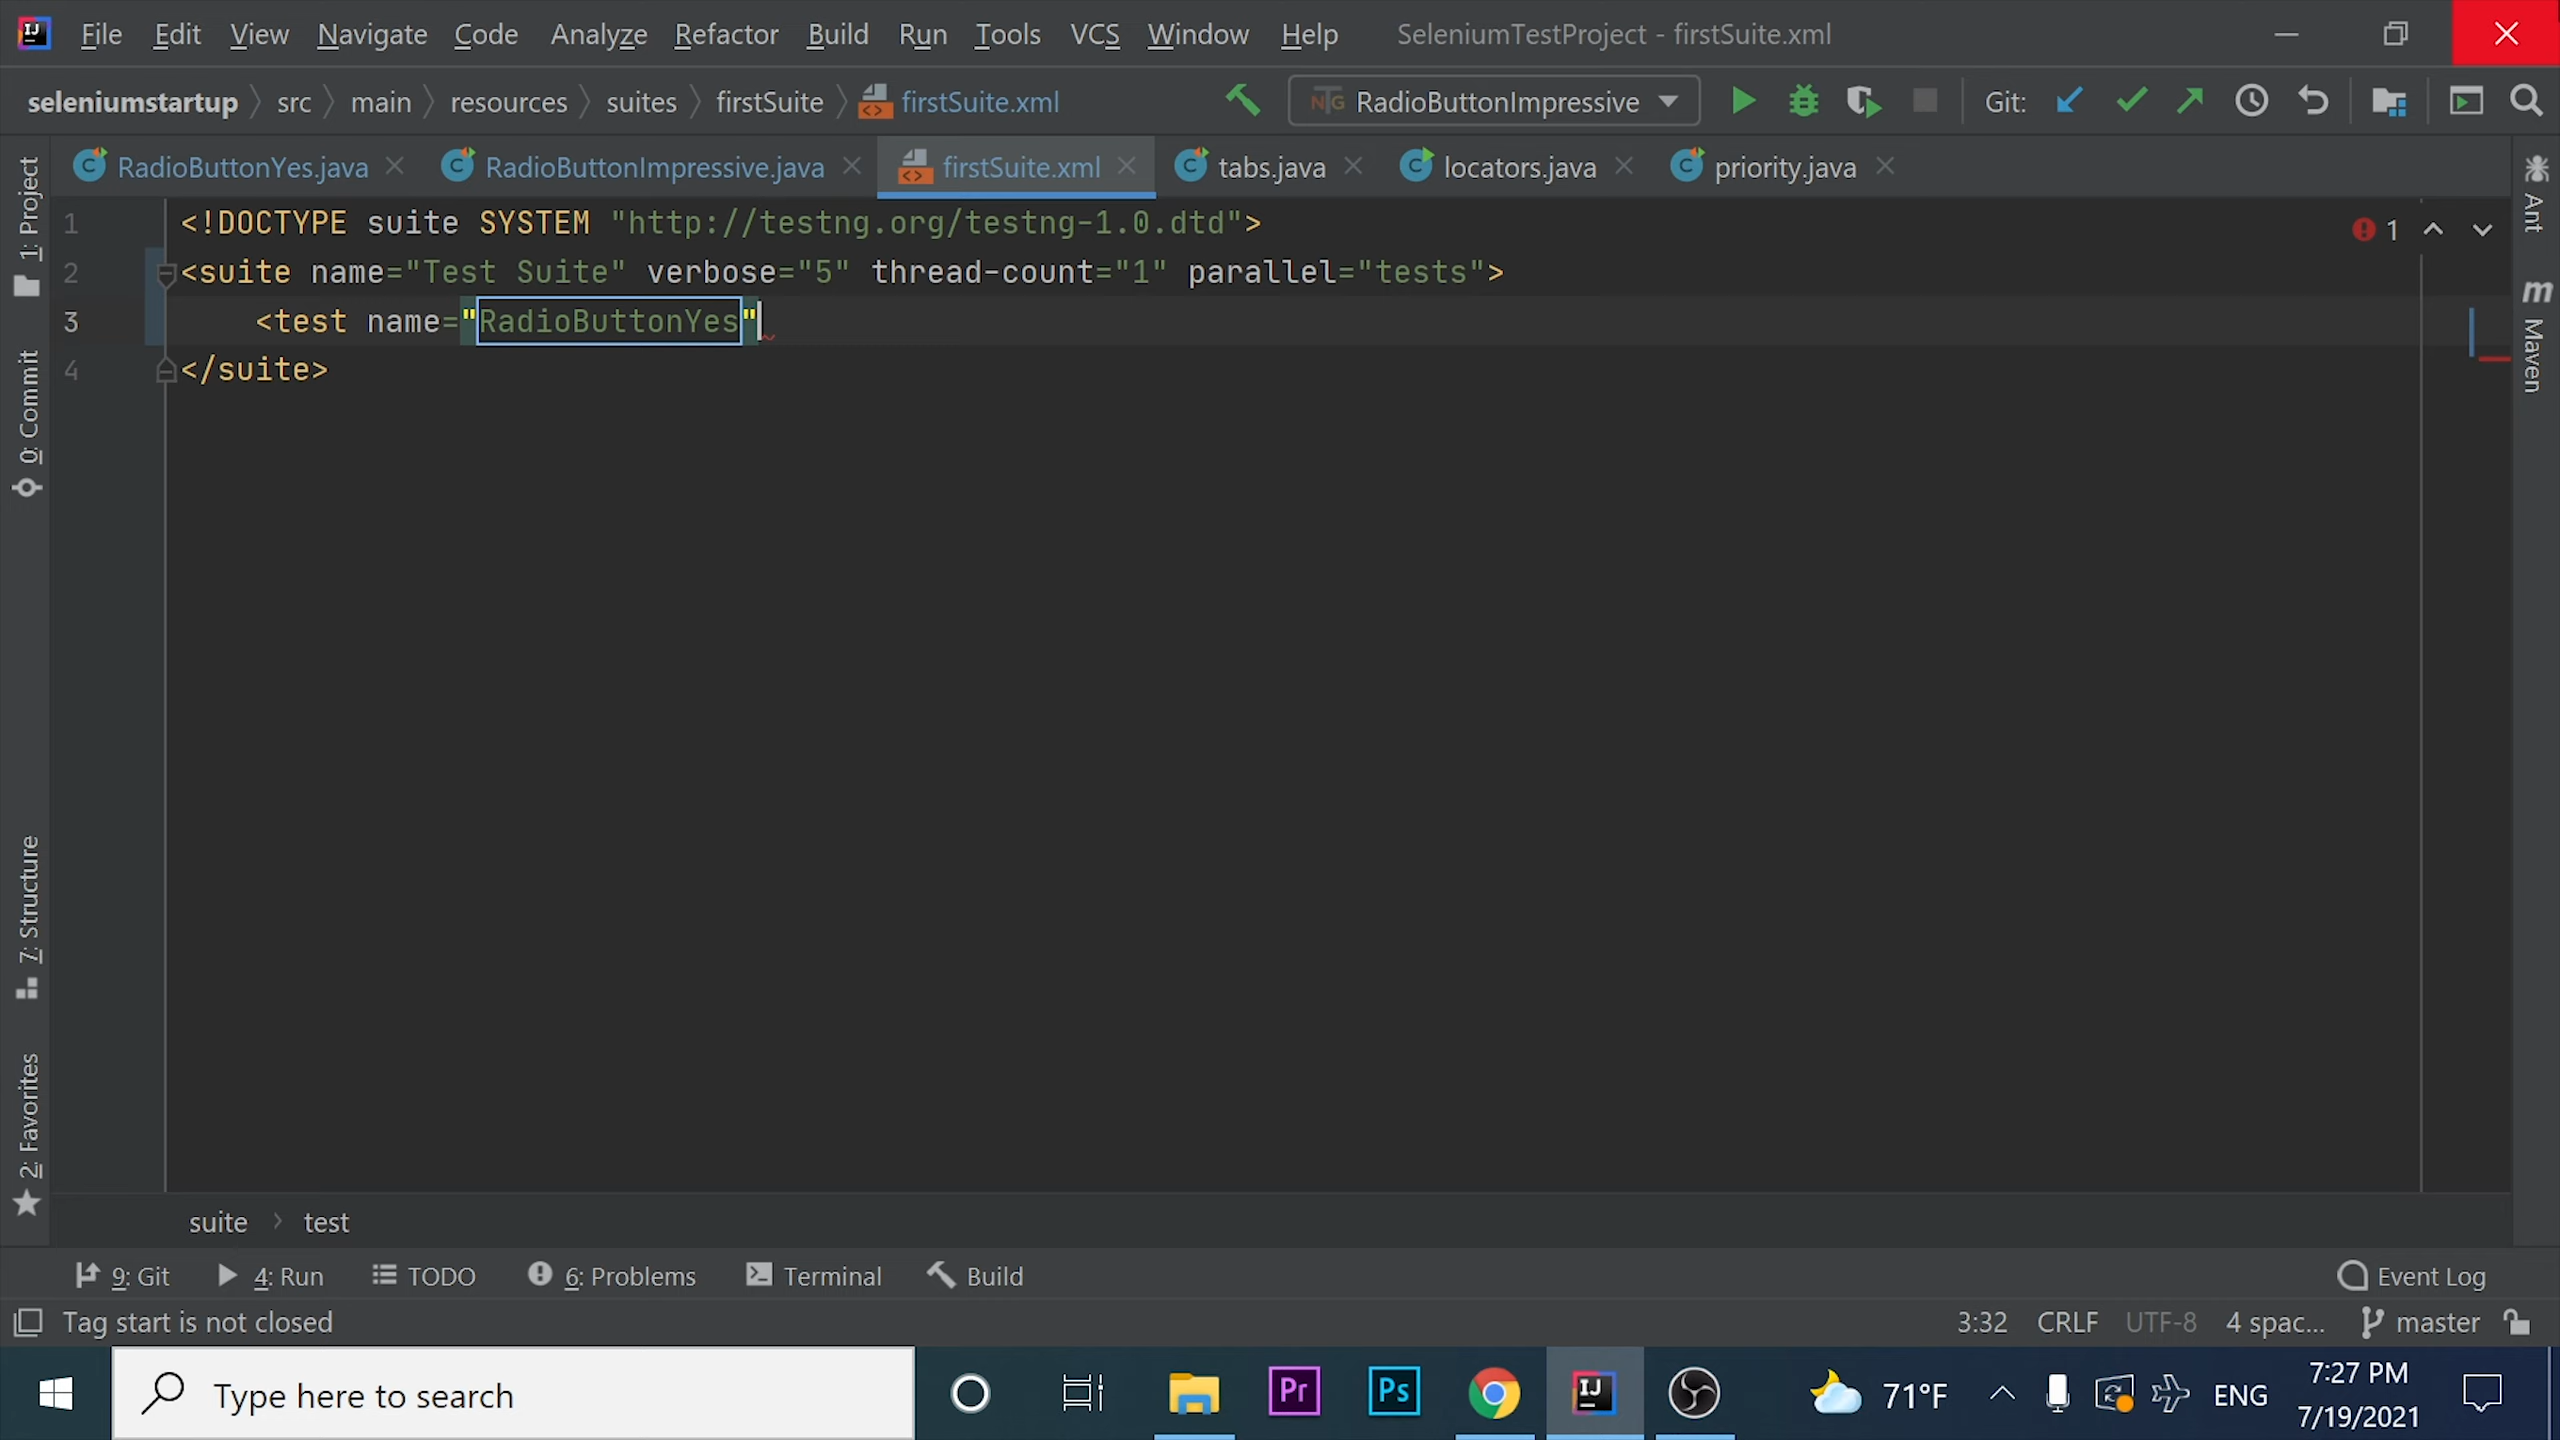 IJ File Edit View Navigate Code Analyze Refactor Build Run Tools VCS Window Help SeleniumTestProject - firstSuite.xml
seleniumstartup src main resources suites firstSuite firstSuite.xml NG RadioButtonImpressive Git:
RadioButtonYes.java RadioButtonImpressive.java firstSuite.xml tabs.java locators.java priority.java
1 <!DOCTYPE suite SYSTEM "http://testng.org/testng-1.0.dtd">
2 <suite name="Test Suite" verbose="5" thread-count="1" parallel="tests">
3 <test name="RadioButtonYes"
4 </suite>
1
1: Project
0: Commit
7: Structure
2: Favorites
Ant
m Maven
suite test
9: Git 4: Run TODO 6: Problems Terminal Build Event Log
Tag start is not closed 3:32 CRLF UTF-8 4 spac... master
Type here to search Pr Ps IJ 71°F ENG 7:27 PM
7/19/2021